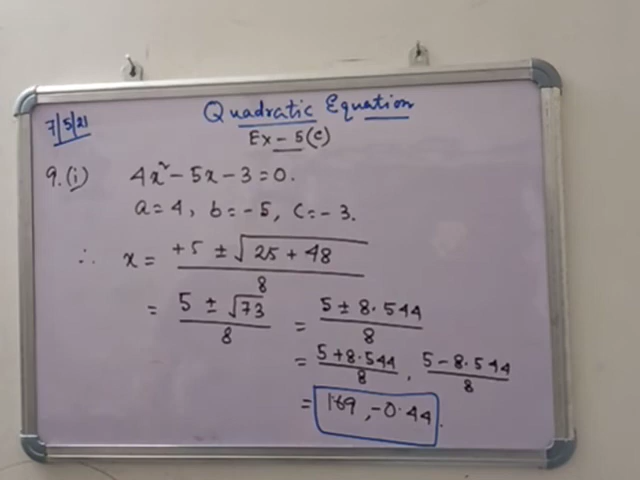 7/5/21
Quadratic Equation
Ex - 5(c)
9.(i) 4x² - 5x - 3 = 0.
a = 4, b = -5, c = -3.
∴ x = +5 ± √25 + 48 / 8
= 5 ± √73 / 8 = 5 ± 8.544 / 8
= 5 + 8.544 / 8 , 5 - 8.544 / 8
= 1.69, -0.44.